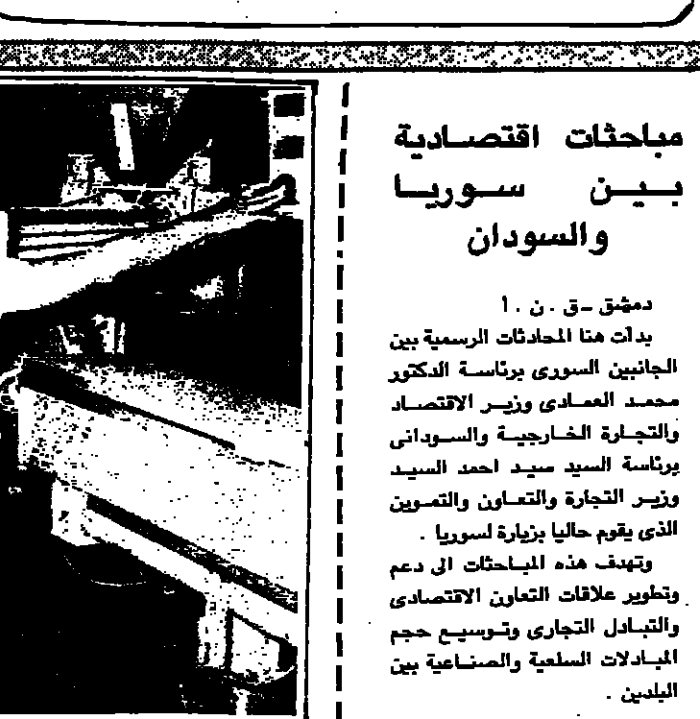 مباحثات اقتصادية
بين سوريا
والسودان
دمشق - ق . ن . ا
بدأت هنا المحادثات الرسمية بين
الجانبين السورى برئاسة الدكتور
محمد العمادى وزير الاقتصاد
والتجارة الخارجية والسودانى
برئاسة السيد سيد احمد السيد
وزير التجارة والتعاون والتموين
الذى يقوم حاليا بزيارة لسوريا .
وتهدف هذه المباحثات الى دعم
وتطوير علاقات التعاون الاقتصادى
والتبادل التجارى وتوسيع حجم
المبادلات السلعية والصناعية بين
البلدين .